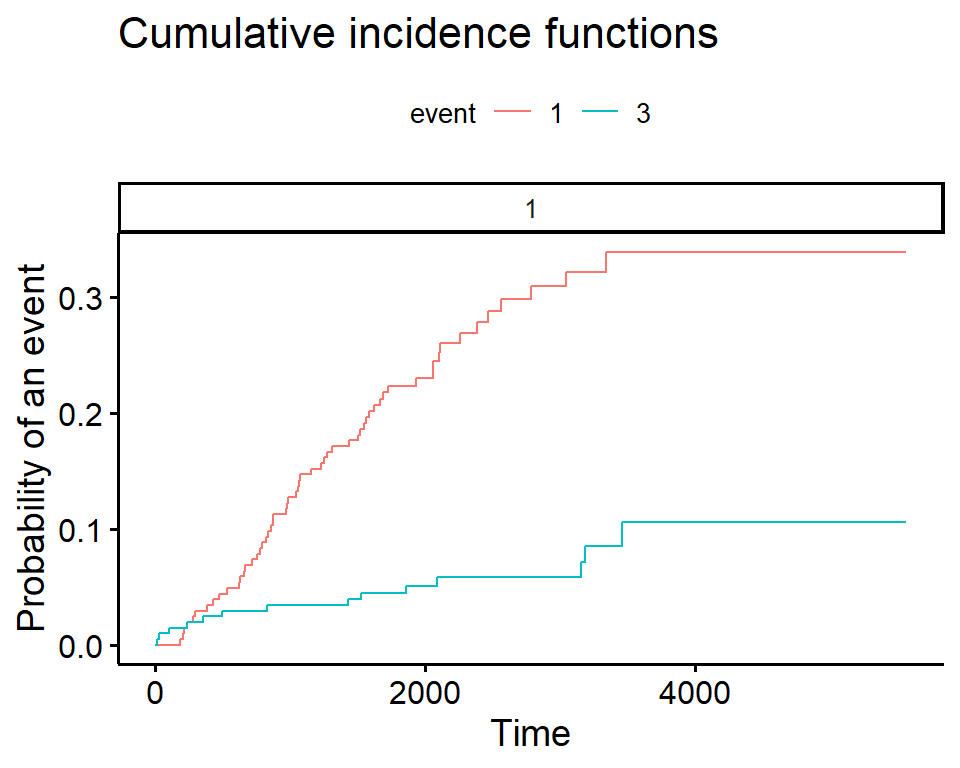 Cumulative incidence functions
event 1 3
1
Probability of an event
0.3
0.2
0.1
0.0
0 2000 4000
Time